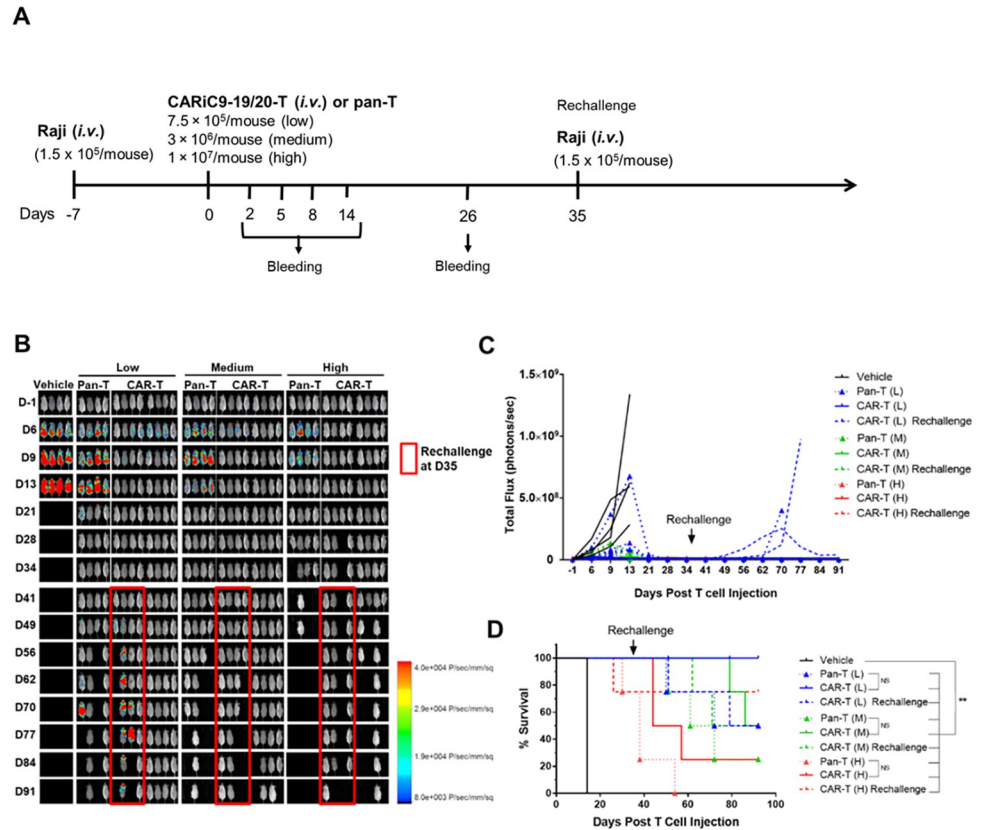 A
CARiC9-19/20-T (i.v.) or pan-T
7.5 × 10⁵/mouse (low)
3 × 10⁶/mouse (medium)
1 × 10⁷/mouse (high)
Raji (i.v.)
(1.5 x 10⁵/mouse)
Rechallenge
Raji (i.v.)
(1.5 x 10⁵/mouse)
Days -7 0 2 5 8 14 26 35
Bleeding
Bleeding
B
Low Medium High
Vehicle Pan-T CAR-T Pan-T CAR-T Pan-T CAR-T
D-1
D6
D9
D13
D21
D28
D34
D41
D49
D56
D62
D70
D77
D84
D91
Rechallenge
at D35
4.0e+004 P/sec/mm/sq
2.9e+004 P/sec/mm/sq
1.9e+004 P/sec/mm/sq
8.0e+003 P/sec/mm/sq
C
Total Flux (photons/sec)
1.5×10⁹
1.0×10⁹
5.0×10⁸
0
Rechallenge
-1 6 9 13 21 28 34 41 49 56 62 70 77 84 91
Days Post T cell Injection
Vehicle
Pan-T (L)
CAR-T (L)
CAR-T (L) Rechallenge
Pan-T (M)
CAR-T (M)
CAR-T (M) Rechallenge
Pan-T (H)
CAR-T (H)
CAR-T (H) Rechallenge
D
Rechallenge
% Survival
100
80
60
40
20
0
0 20 40 60 80 100
Days Post T Cell Injection
Vehicle
Pan-T (L)
NS
CAR-T (L)
CAR-T (L) Rechallenge
Pan-T (M)
NS
CAR-T (M)
CAR-T (M) Rechallenge
Pan-T (H)
NS
CAR-T (H)
CAR-T (H) Rechallenge
**